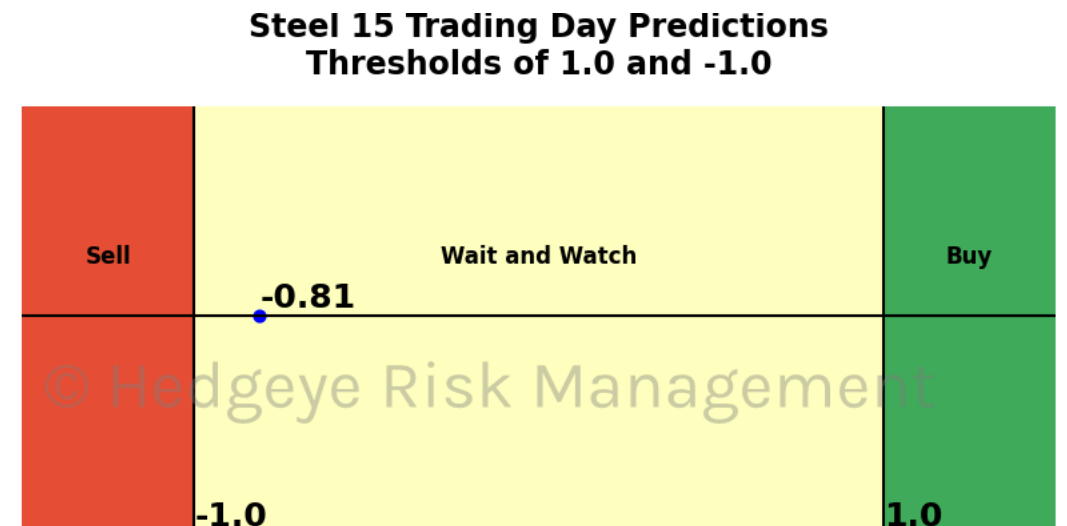 Steel 15 Trading Day Predictions
Thresholds of 1.0 and -1.0
Sell
Wait and Watch
Buy
-0.81
© Hedgeye Risk Management
-1.0
1.0